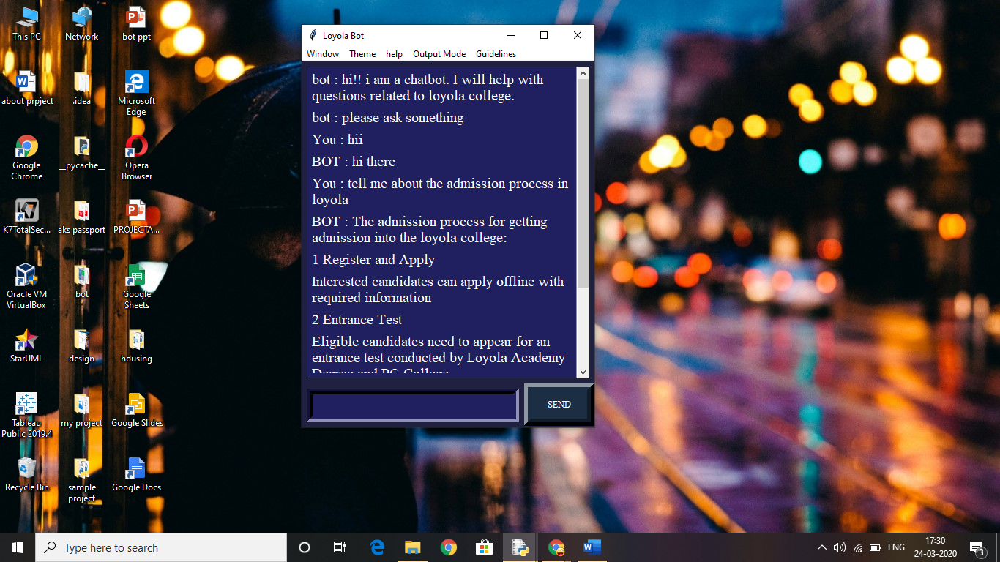 This PC
Network
bot ppt
about prpject
.idea
Microsoft
Edge
Google
Chrome
__pycache__
Opera
Browser
K7TotalSec...
aks passport
PROJECTA...
Oracle VM
VirtualBox
bot
Google
Sheets
StarUML
design
housing
Tableau
Public 2019.4
my project
Google Slides
Recycle Bin
sample
project
Google Docs
Loyola Bot
Window Theme help Output Mode Guidelines
bot : hi!! i am a chatbot. I will help with
questions related to loyola college.
bot : please ask something
You : hii
BOT : hi there
You : tell me about the admission process in
loyola
BOT : The admission process for getting
admission into the loyola college:
1 Register and Apply
Interested candidates can apply offline with
required information
2 Entrance Test
Eligible candidates need to appear for an
entrance test conducted by Loyola Academy
Degree and PG College
SEND
Type here to search
ENG
17:30
24-03-2020
3